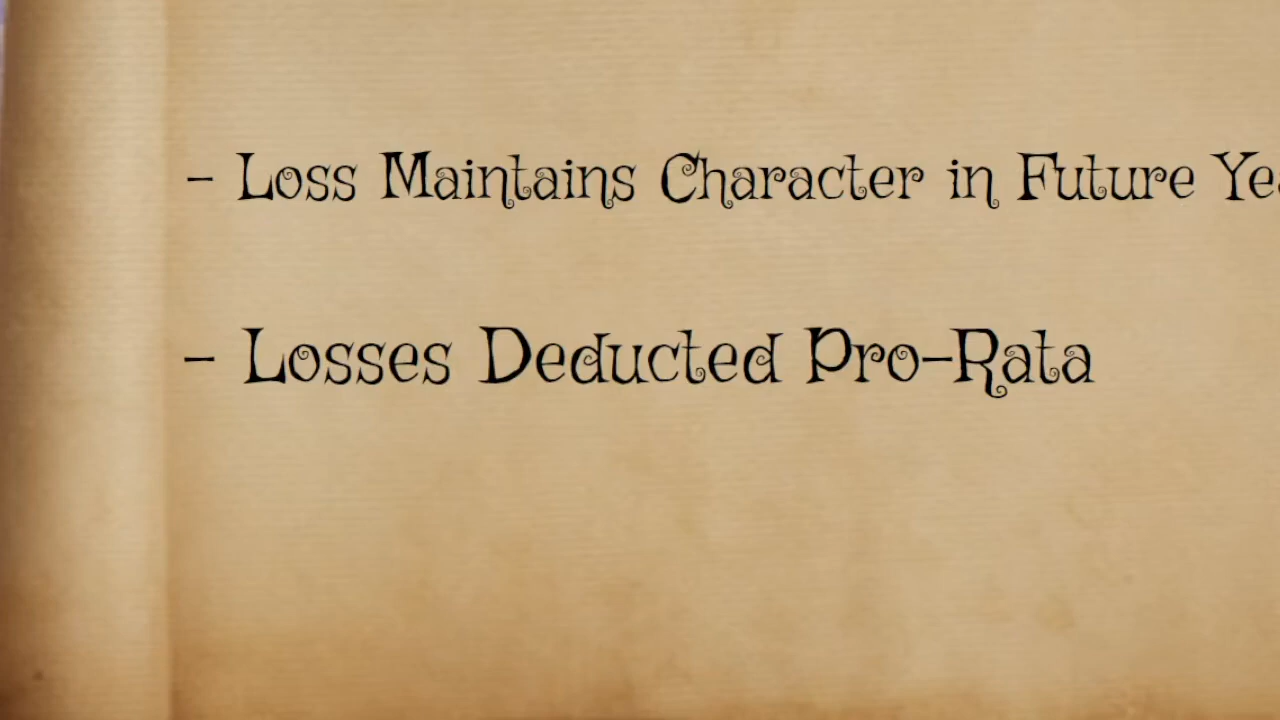 - Loss Maintains Character in Future
- Losses Deducted Pro-Rata